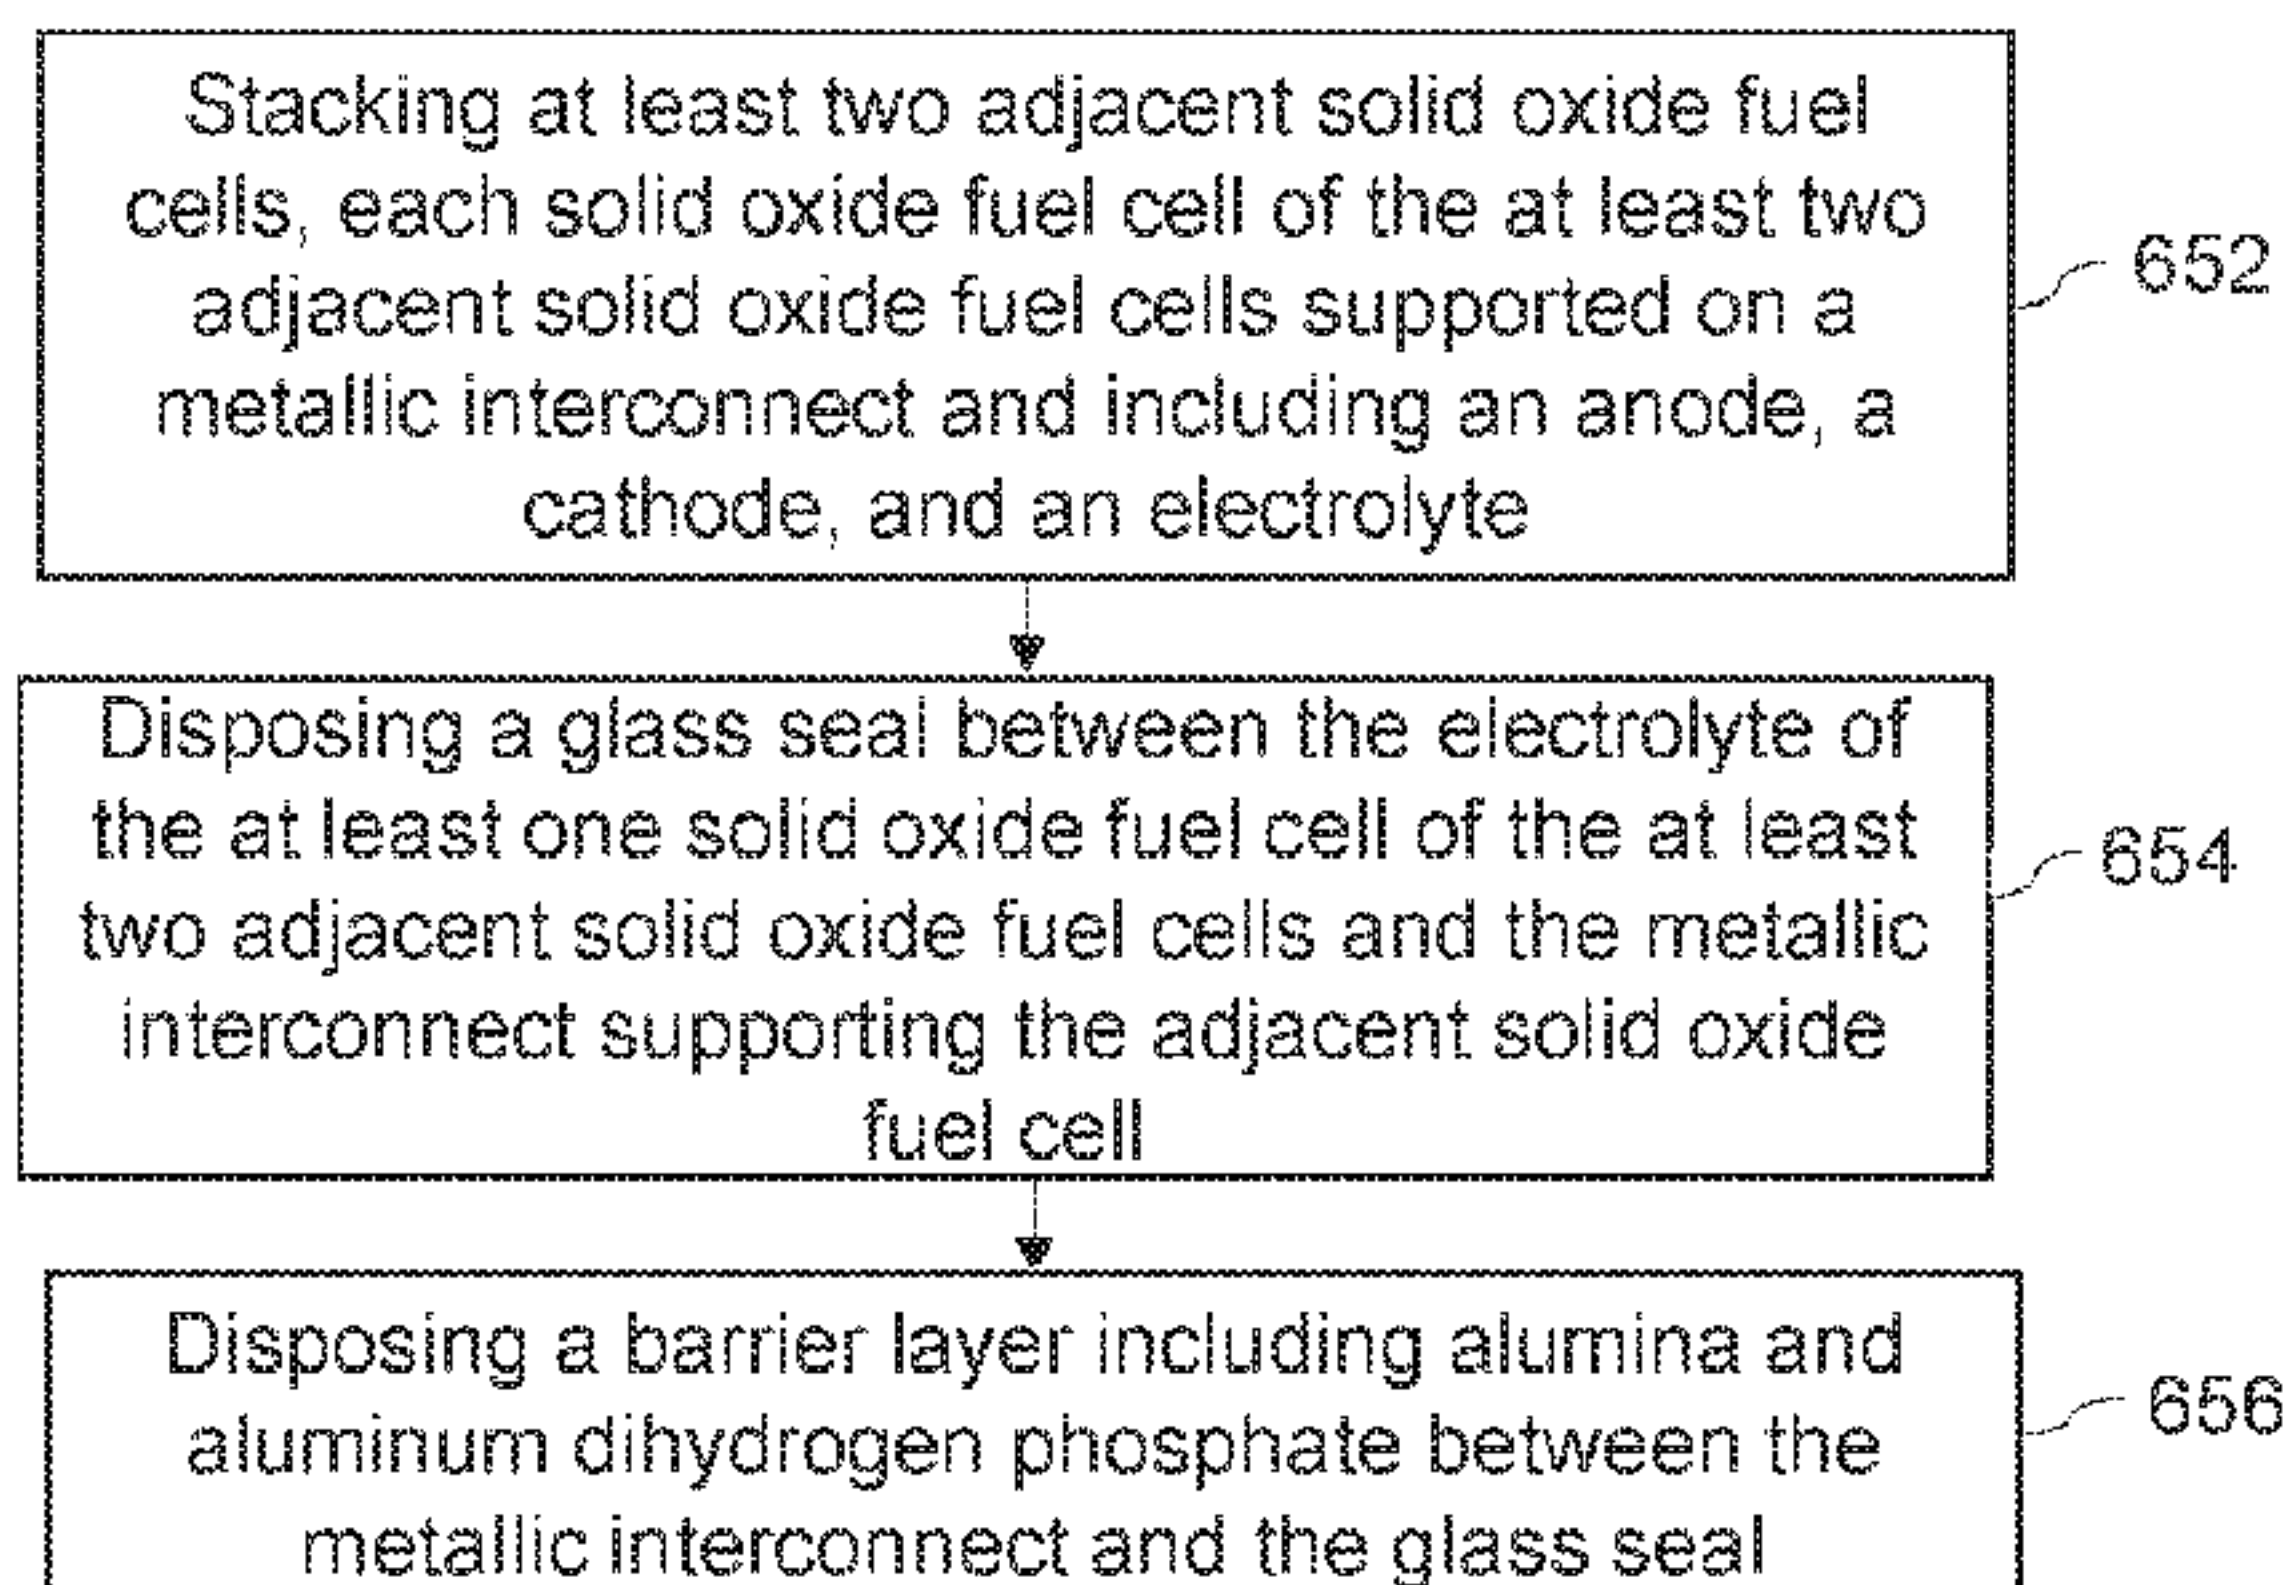 Stacking at least two adjacent solid oxide fuel
cells, each solid oxide fuel cell of the at least two
adjacent solid oxide fuel cells supported on a
metallic interconnect and including an anode, a
cathode, and an electrolyte
652
Disposing a glass seal between the electrolyte of
the at least one solid oxide fuel cell of the at least
two adjacent solid oxide fuel cells and the metallic
interconnect supporting the adjacent solid oxide
fuel cell
654
Disposing a barrier layer including alumina and
aluminum dihydrogen phosphate between the
metallic interconnect and the glass seal
656